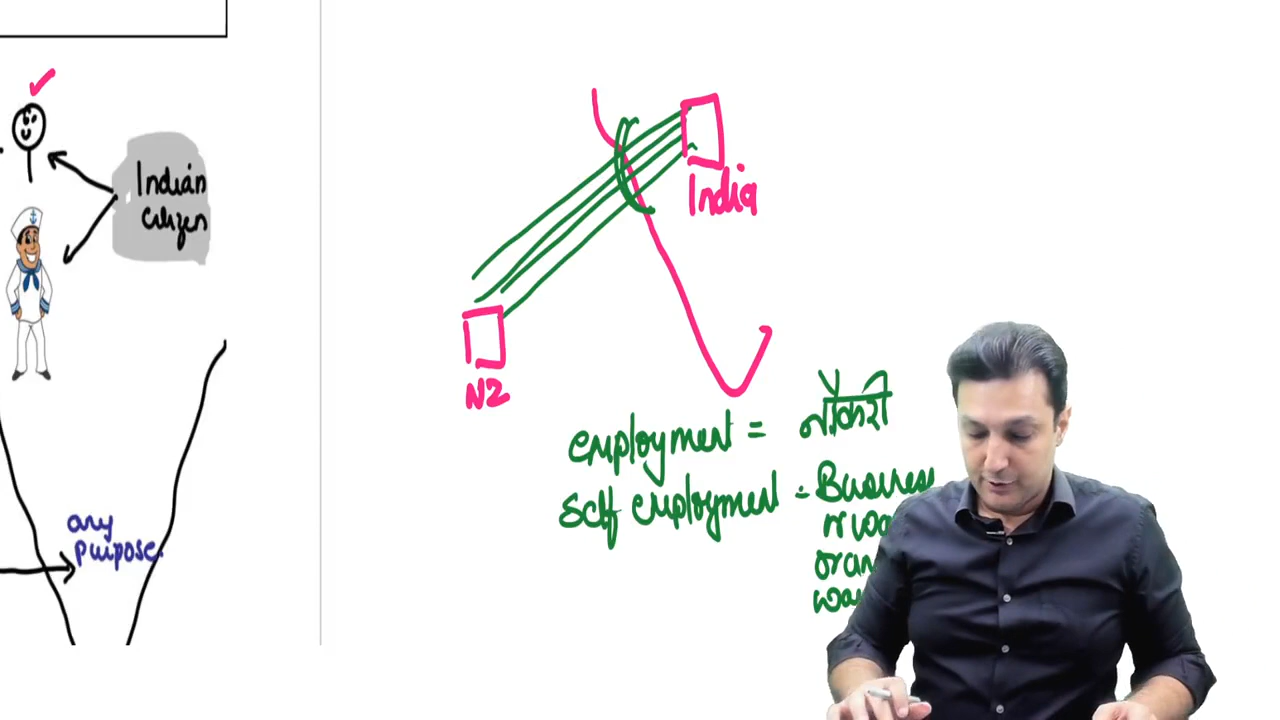 Indian
citizen
India
NZ
employment = नौकरी
self employment = Business
any
purpose